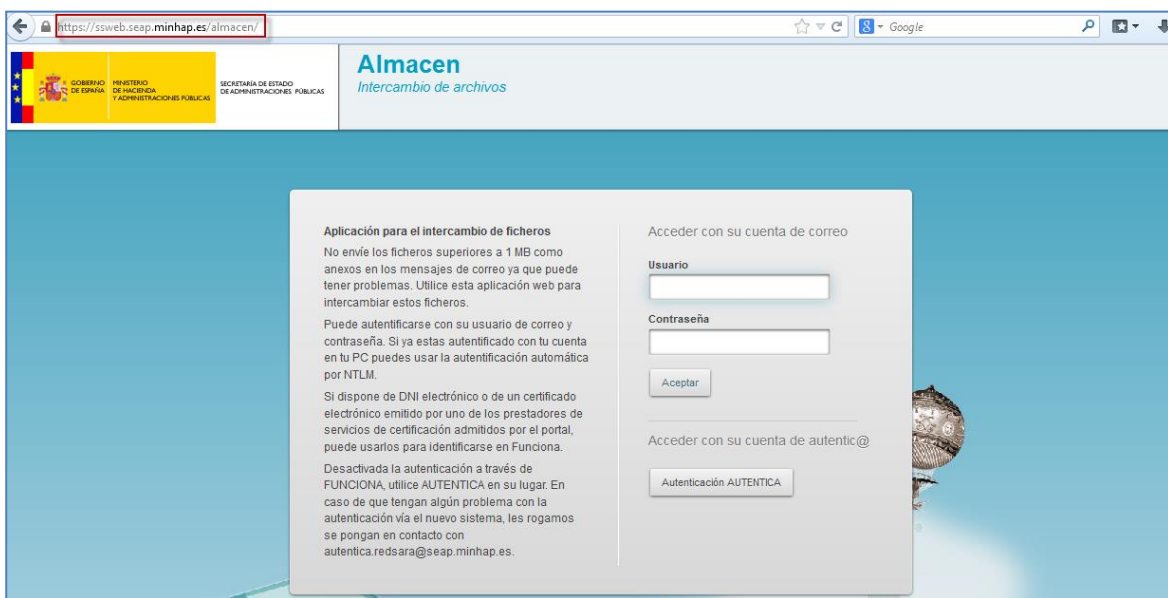 https://ssweb.seap.minhap.es/almacen/
Google
GOBIERNO
DE ESPAÑA
MINISTERIO
DE HACIENDA
Y ADMINISTRACIONES PÚBLICAS
SECRETARÍA DE ESTADO
DE ADMINISTRACIONES PÚBLICAS
Almacen
Intercambio de archivos
Aplicación para el intercambio de ficheros
No envíe los ficheros superiores a 1 MB como
anexos en los mensajes de correo ya que puede
tener problemas. Utilice esta aplicación web para
intercambiar estos ficheros.
Puede autentificarse con su usuario de correo y
contraseña. Si ya estas autentificado con tu cuenta
en tu PC puedes usar la autentificación automática
por NTLM.
Si dispone de DNI electrónico o de un certificado
electrónico emitido por uno de los prestadores de
servicios de certificación admitidos por el portal,
puede usarlos para identificarse en Funciona.
Desactivada la autenticación a través de
FUNCIONA, utilice AUTENTICA en su lugar. En
caso de que tengan algún problema con la
autenticación vía el nuevo sistema, les rogamos
se pongan en contacto con
autentica.redsara@seap.minhap.es.
Acceder con su cuenta de correo
Usuario
Contraseña
Aceptar
Acceder con su cuenta de autentic@
Autenticación AUTENTICA